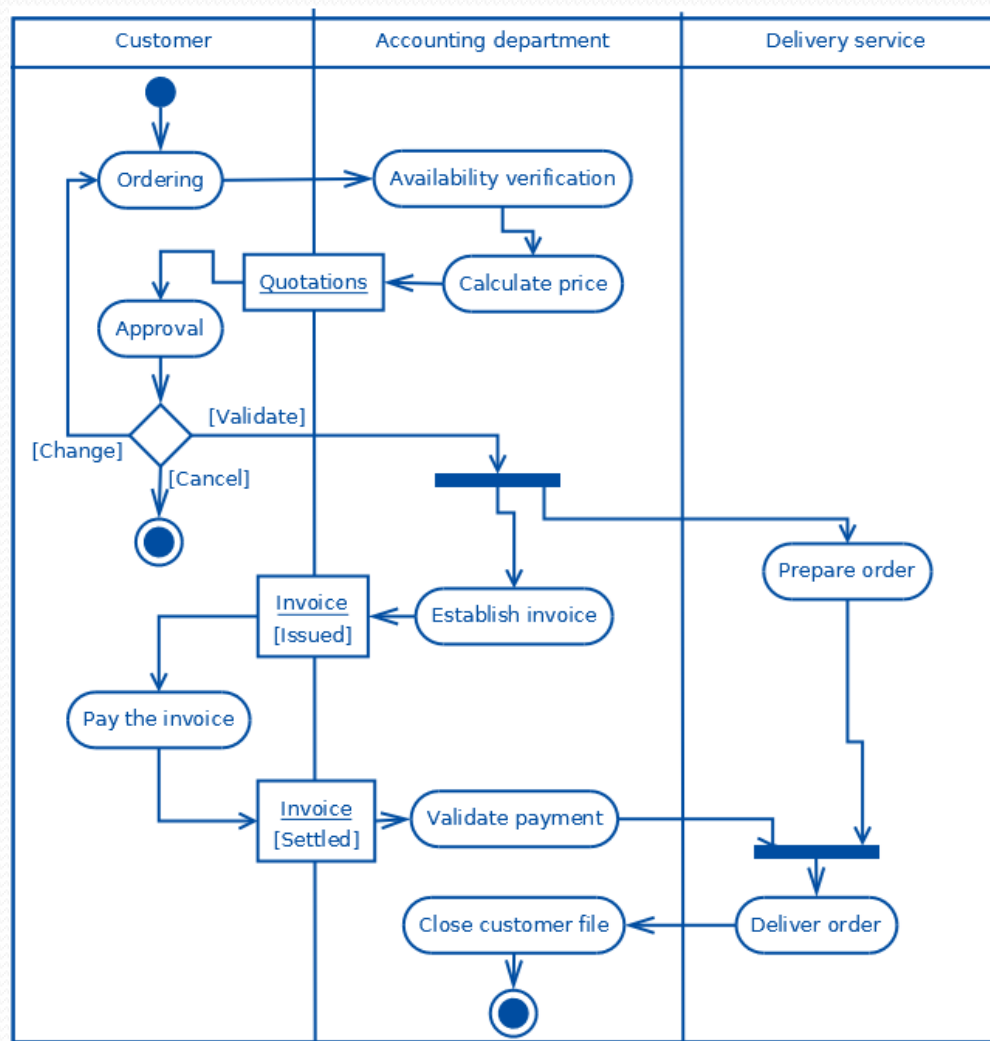 Customer
Accounting department
Delivery service
Ordering
Availability verification
Quotations
Calculate price
Approval
[Validate]
[Change]
[Cancel]
Prepare order
Invoice
[Issued]
Establish invoice
Pay the invoice
Invoice
[Settled]
Validate payment
Close customer file
Deliver order